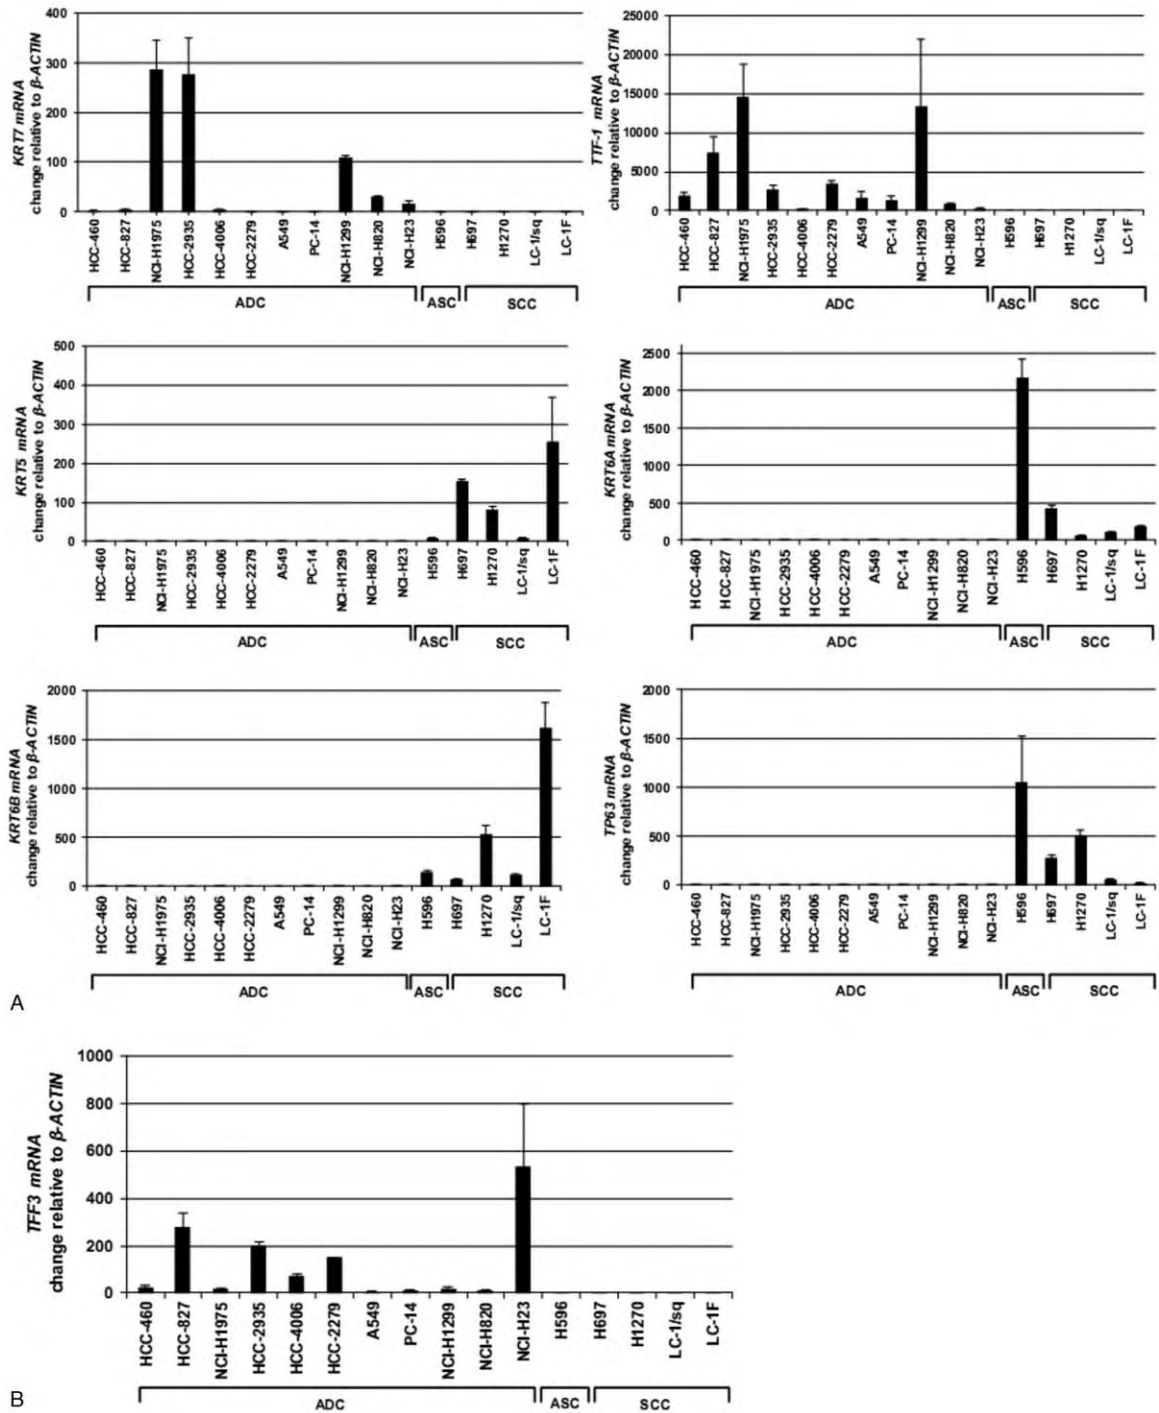 KRT7 mRNA
change relative to β-ACTIN
400
300
200
100
0
HCC-460
HCC-827
NCI-H1975
HCC-2935
HCC-4006
HCC-2279
A549
PC-14
NCI-H1299
NCI-H820
NCI-H23
H596
H697
H1270
LC-1/sq
LC-1F
ADC
ASC
SCC
TTF-1 mRNA
change relative to β-ACTIN
25000
20000
15000
10000
5000
0
HCC-460
HCC-827
NCI-H1975
HCC-2935
HCC-4006
HCC-2279
A549
PC-14
NCI-H1299
NCI-H820
NCI-H23
H596
H697
H1270
LC-1/sq
LC-1F
ADC
ASC
SCC
KRT5 mRNA
change relative to β-ACTIN
500
400
300
200
100
0
HCC-460
HCC-827
NCI-H1975
HCC-2935
HCC-4006
HCC-2279
A549
PC-14
NCI-H1299
NCI-H820
NCI-H23
H596
H697
H1270
LC-1/sq
LC-1F
ADC
ASC
SCC
KRT6A mRNA
change relative to β-ACTIN
2500
2000
1500
1000
500
0
HCC-460
HCC-827
NCI-H1975
HCC-2935
HCC-4006
HCC-2279
A549
PC-14
NCI-H1299
NCI-H820
NCI-H23
H596
H697
H1270
LC-1/sq
LC-1F
ADC
ASC
SCC
KRT6B mRNA
change relative to β-ACTIN
2000
1500
1000
500
0
HCC-460
HCC-827
NCI-H1975
HCC-2935
HCC-4006
HCC-2279
A549
PC-14
NCI-H1299
NCI-H820
NCI-H23
H596
H697
H1270
LC-1/sq
LC-1F
ADC
ASC
SCC
TP63 mRNA
change relative to β-ACTIN
2000
1500
1000
500
0
HCC-460
HCC-827
NCI-H1975
HCC-2935
HCC-4006
HCC-2279
A549
PC-14
NCI-H1299
NCI-H820
NCI-H23
H596
H697
H1270
LC-1/sq
LC-1F
ADC
ASC
SCC
A
TFF3 mRNA
change relative to β-ACTIN
1000
800
600
400
200
0
HCC-460
HCC-827
NCI-H1975
HCC-2935
HCC-4006
HCC-2279
A549
PC-14
NCI-H1299
NCI-H820
NCI-H23
H596
H697
H1270
LC-1/sq
LC-1F
ADC
ASC
SCC
B